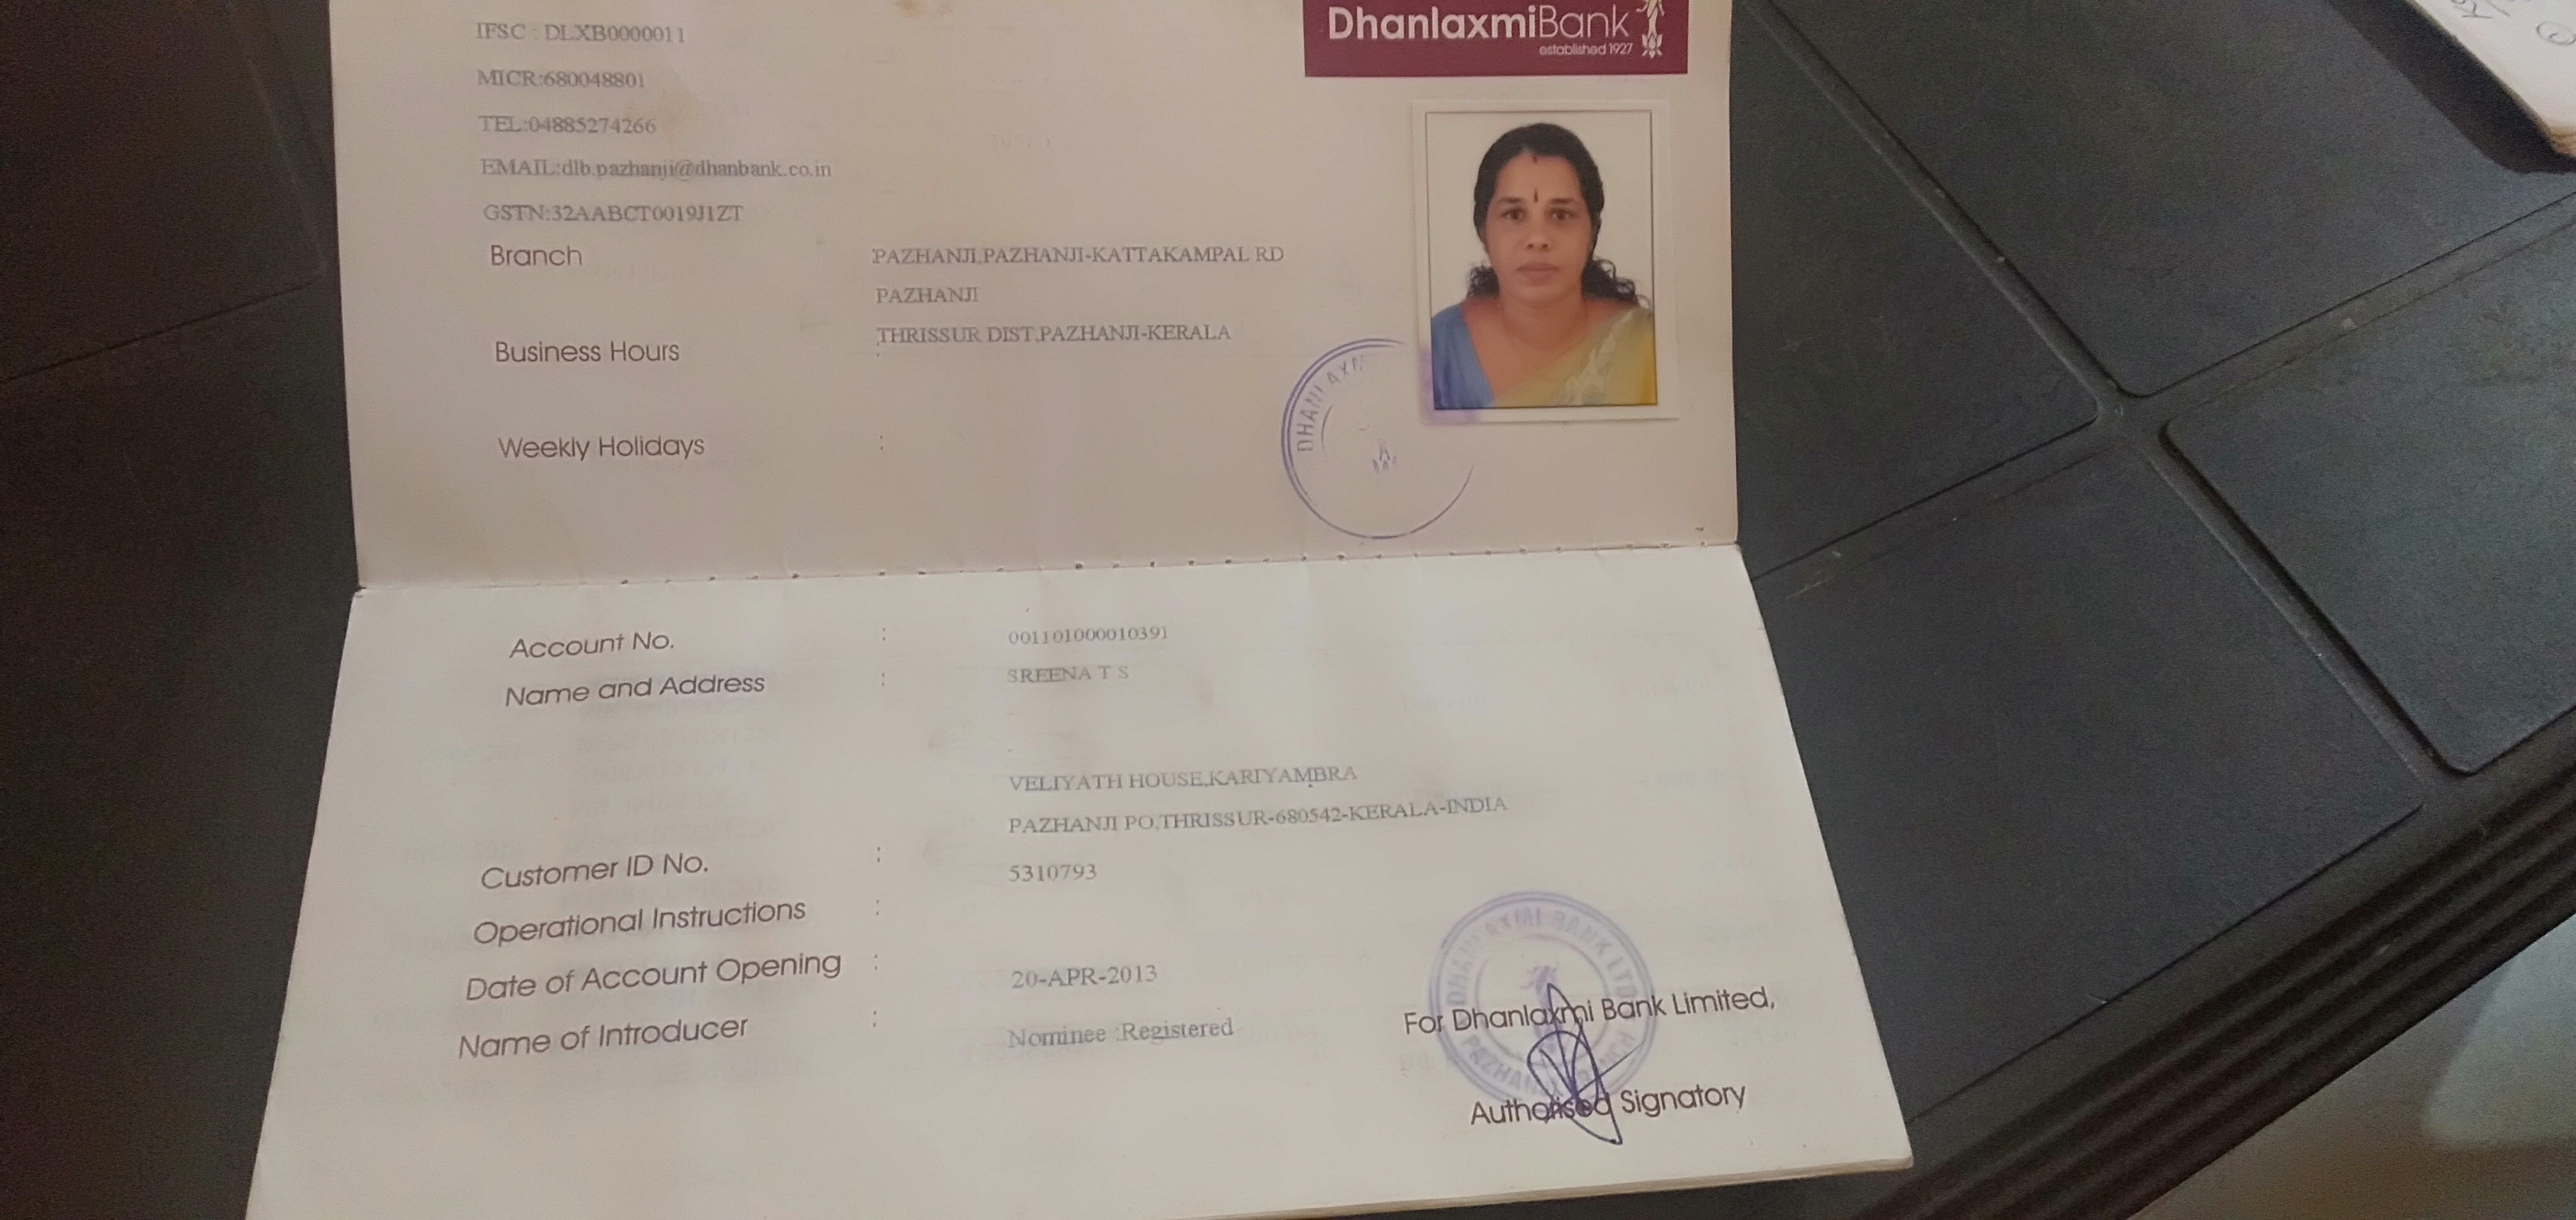 DhanlaxmiBank
established 1927
IFSC : DLXB0000011
MICR:680048801
TEL:04885274266
EMAIL:dlb.pazhanji@dhanbank.co.in
GSTN:32AABCT0019J1ZT
Branch PAZHANJI,PAZHANJI-KATTAKAMPAL RD
PAZHANJI
THRISSUR DIST,PAZHANJI-KERALA
Business Hours :
Weekly Holidays :
DHANLAXM
Account No. : 001101000010391
Name and Address : SREENA T S
VELIYATH HOUSE,KARIYAMBRA
PAZHANJI PO,THRISSUR-680542-KERALA-INDIA
Customer ID No. : 5310793
Operational Instructions :
Date of Account Opening : 20-APR-2013
Name of Introducer : Nominee :Registered
DHANLAXMI BANK LTD
For Dhanlaxmi Bank Limited,
Authorised Signatory